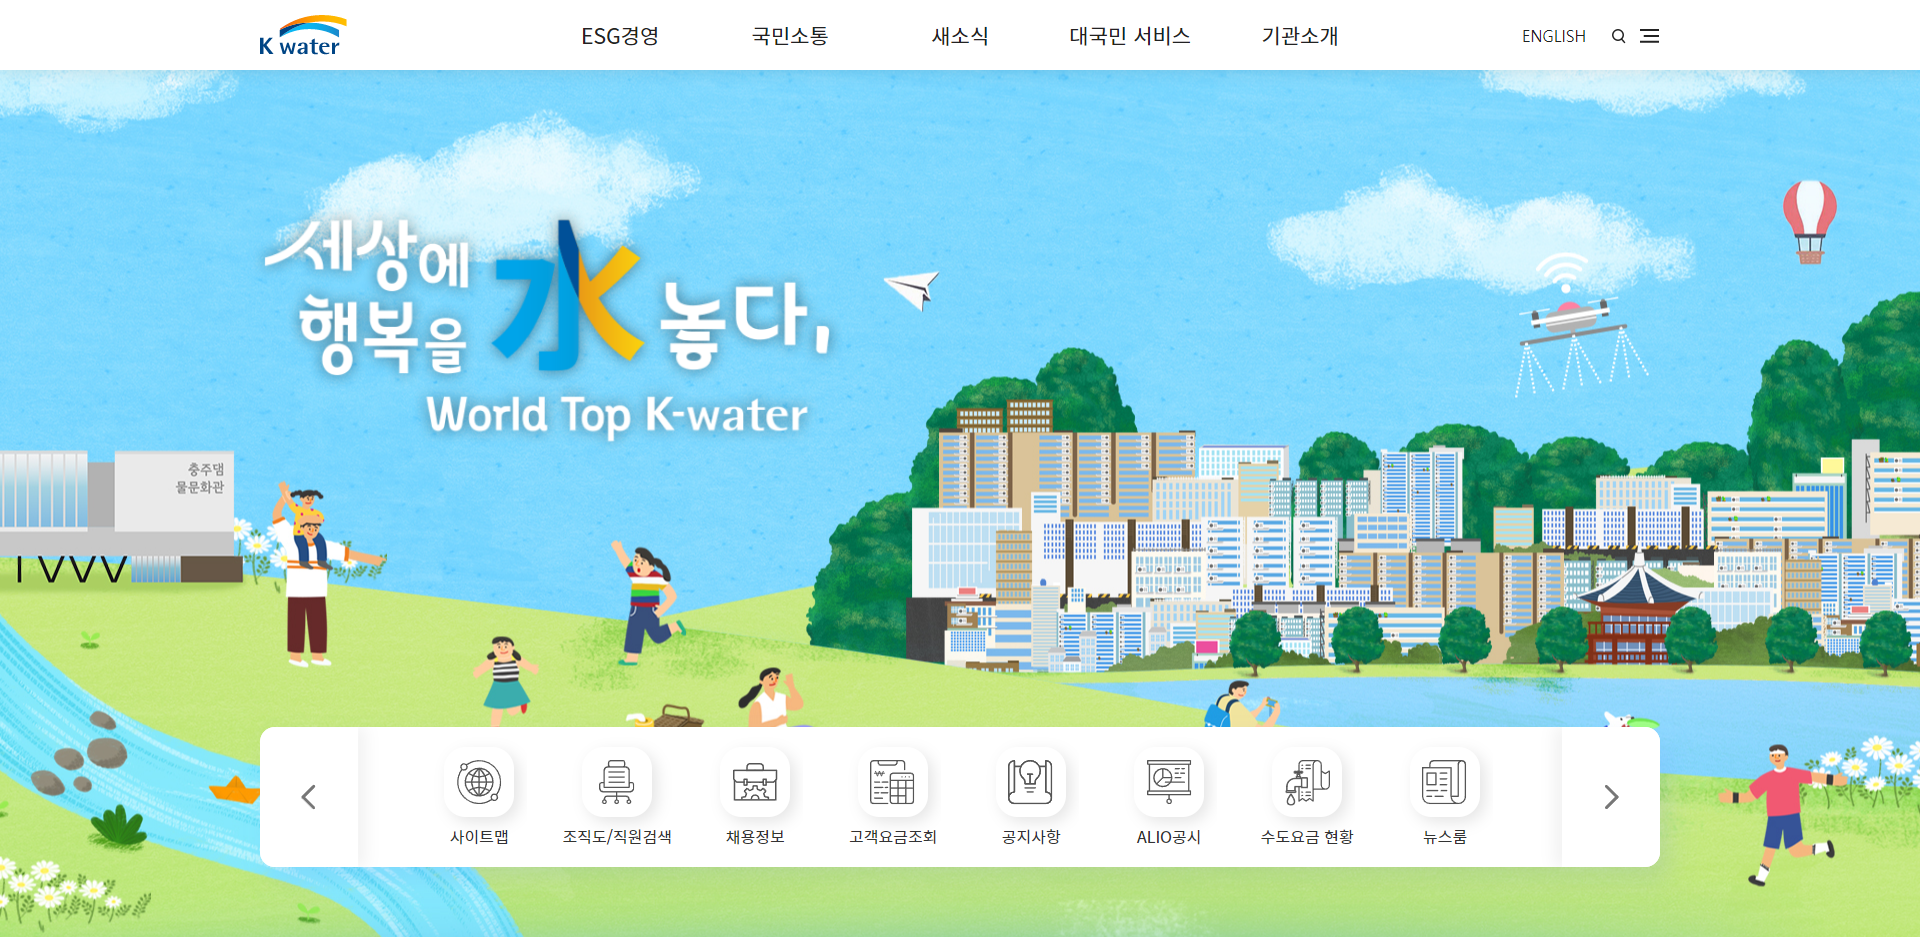 K water
ESG경영
국민소통
새소식
대국민 서비스
기관소개
ENGLISH
세상에
행복을 水 놓다,
World Top K-water
충주댐
물문화관
사이트맵
조직도/직원검색
채용정보
고객요금조회
공지사항
ALIO공시
수도요금 현황
뉴스룸